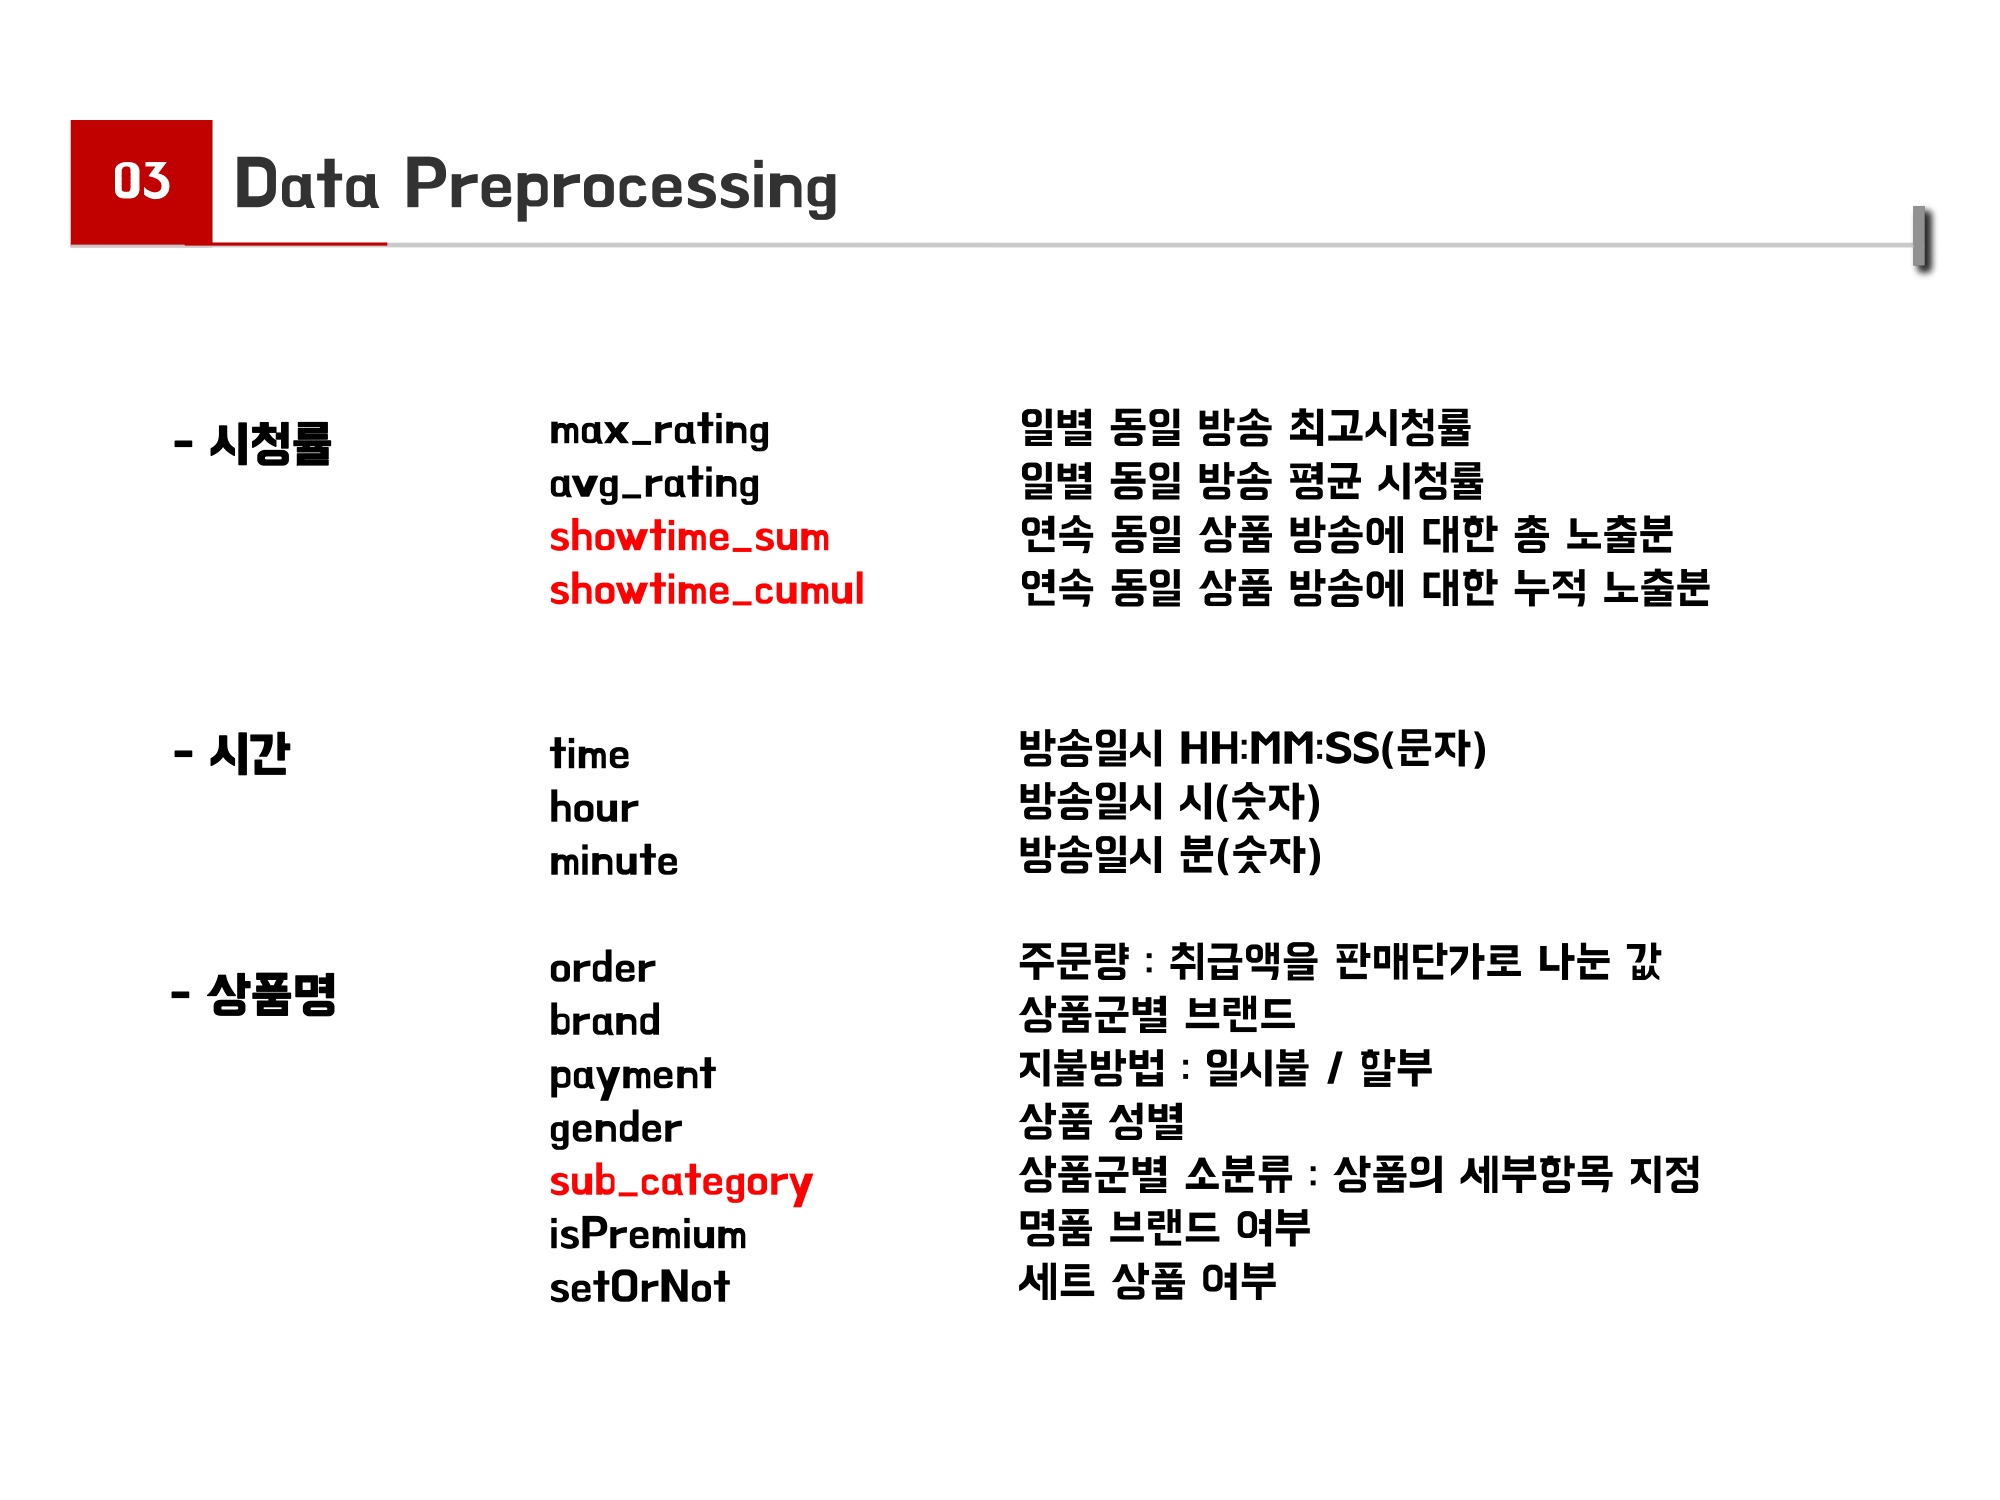 03 Data Preprocessing
- 시청률
max_rating 일별 동일 방송 최고시청률
avg_rating 일별 동일 방송 평균 시청률
showtime_sum 연속 동일 상품 방송에 대한 총 노출분
showtime_cumul 연속 동일 상품 방송에 대한 누적 노출분
- 시간
time 방송일시 HH:MM:SS(문자)
hour 방송일시 시(숫자)
minute 방송일시 분(숫자)
- 상품명
order 주문량 : 취급액을 판매단가로 나눈 값
brand 상품군별 브랜드
payment 지불방법 : 일시불 / 할부
gender 상품 성별
sub_category 상품군별 소분류 : 상품의 세부항목 지정
isPremium 명품 브랜드 여부
setOrNot 세트 상품 여부